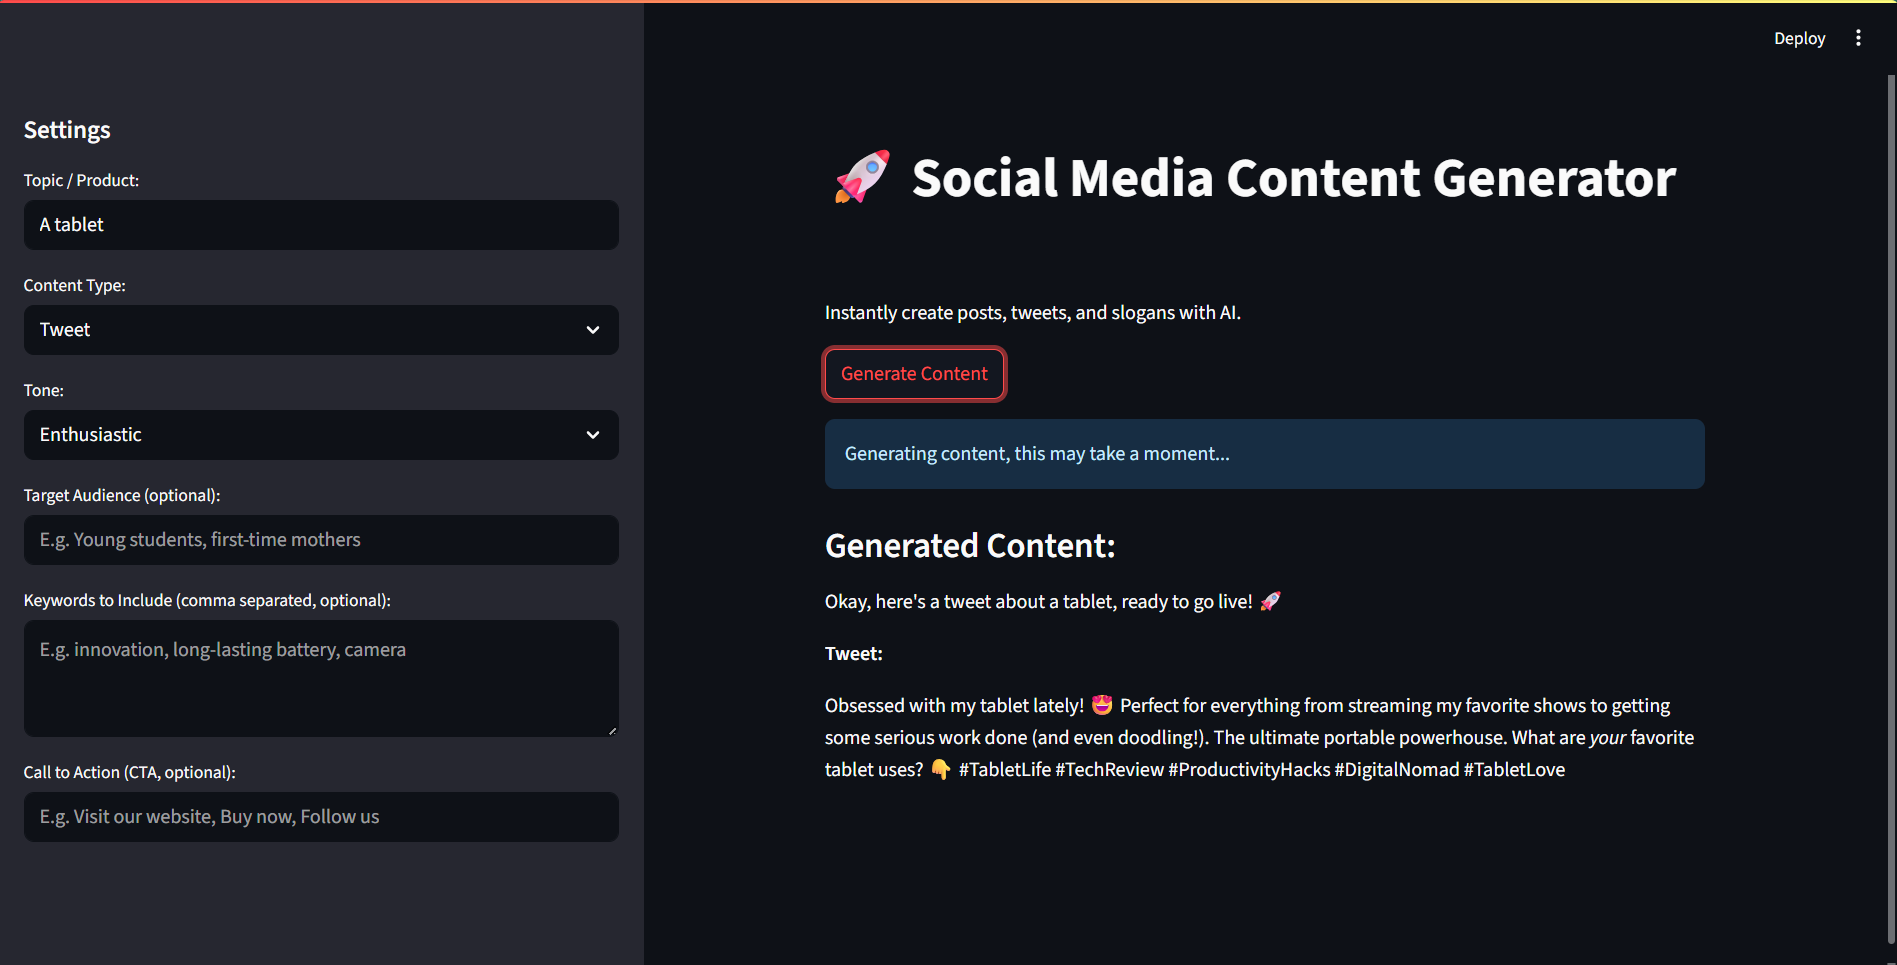 Deploy
Settings
Topic / Product:
A tablet
Content Type:
Tweet
Tone:
Enthusiastic
Target Audience (optional):
E.g. Young students, first-time mothers
Keywords to Include (comma separated, optional):
E.g. innovation, long-lasting battery, camera
Call to Action (CTA, optional):
E.g. Visit our website, Buy now, Follow us
🚀 Social Media Content Generator
Instantly create posts, tweets, and slogans with AI.
Generate Content
Generating content, this may take a moment...
Generated Content:
Okay, here's a tweet about a tablet, ready to go live! 🚀
Tweet:
Obsessed with my tablet lately! 🤩 Perfect for everything from streaming my favorite shows to getting
some serious work done (and even doodling!). The ultimate portable powerhouse. What are your favorite
tablet uses? 👇 #TabletLife #TechReview #ProductivityHacks #DigitalNomad #TabletLove